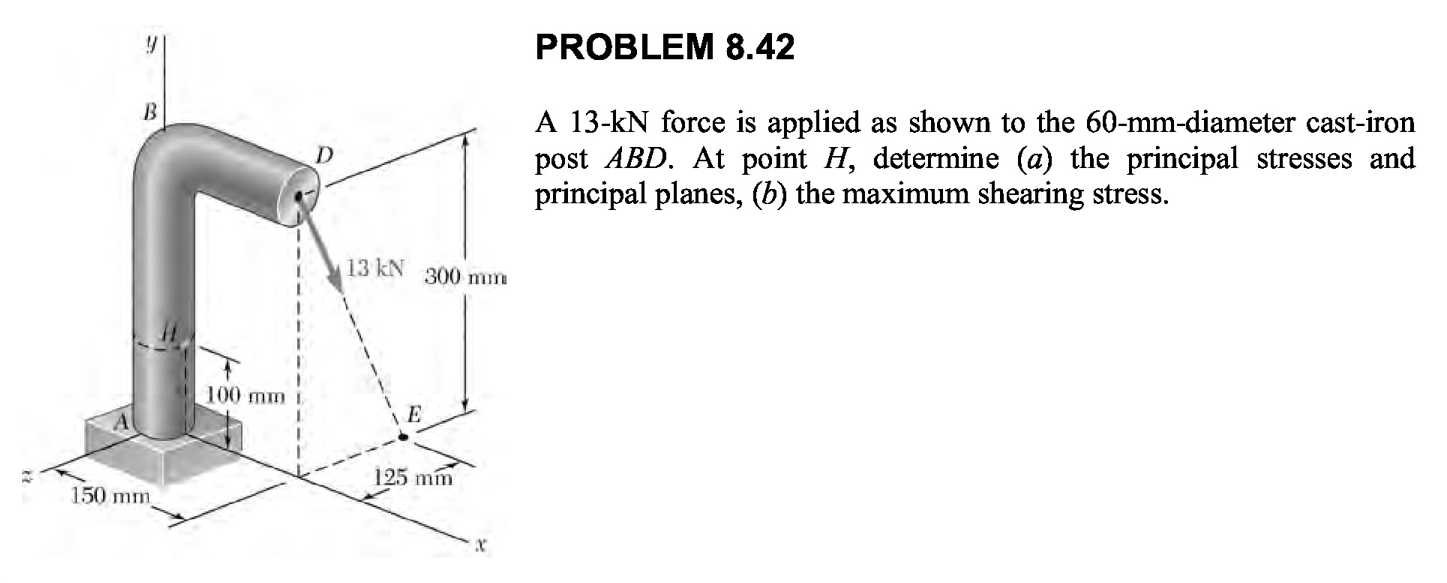 PROBLEM 8.42
A 13-kN force is applied as shown to the 60-mm-diameter cast-iron
post ABD. At point H, determine (a) the principal stresses and
principal planes, (b) the maximum shearing stress.
y
B
D
13 kN
300 mm
H
100 mm
A
E
z
125 mm
150 mm
x